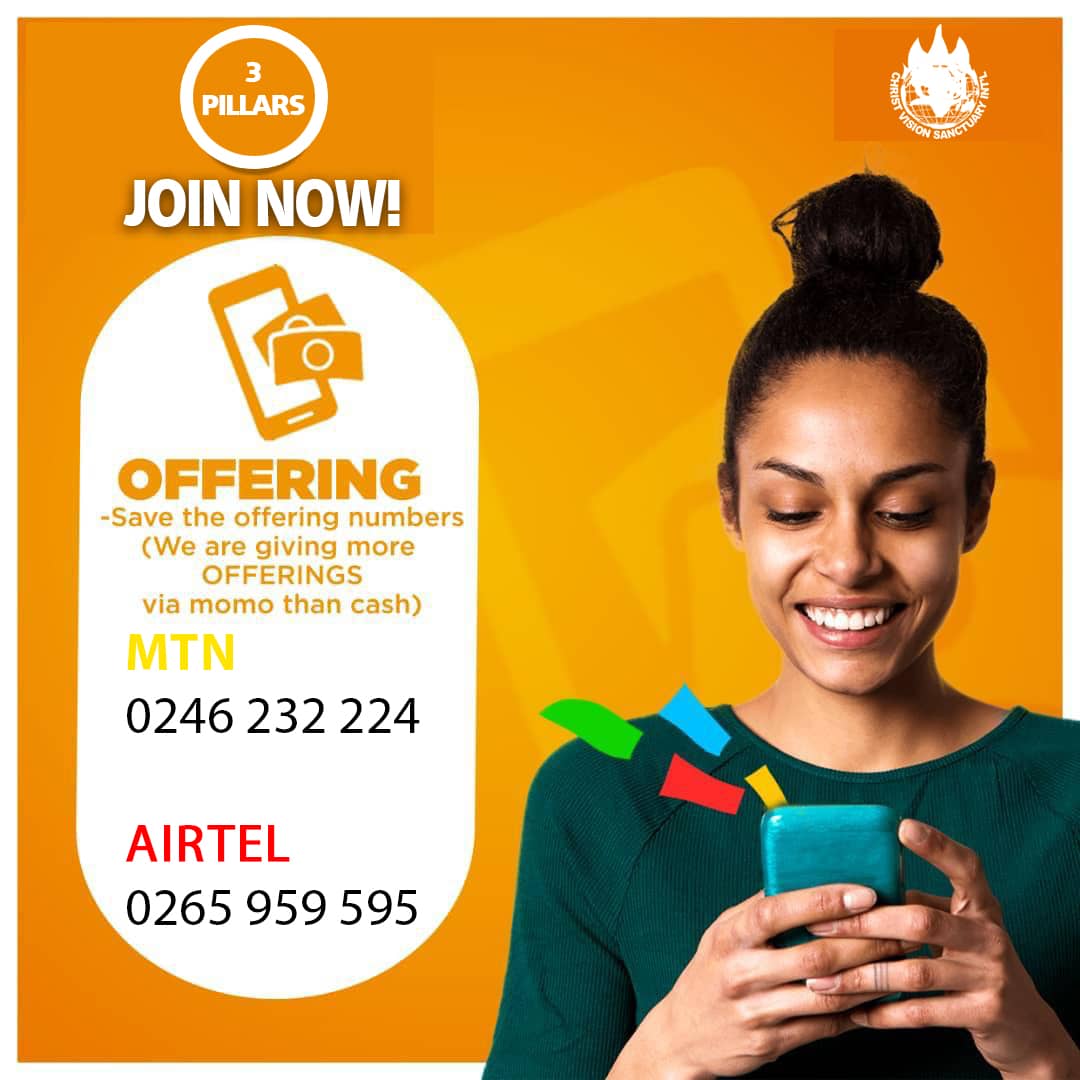 3
PILLARS
JOIN NOW!
CHRIST VISION SANCTUARY INT'L
OFFERING
-Save the offering numbers
(We are giving more
OFFERINGS
via momo than cash)
MTN
0246 232 224
AIRTEL
0265 959 595